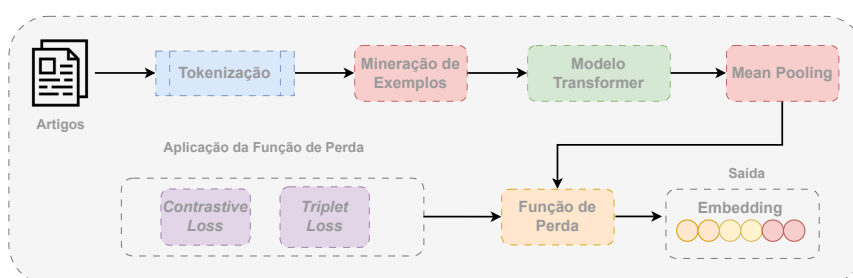 Artigos
Tokenização
Mineração de
Exemplos
Modelo
Transformer
Mean Pooling
Aplicação da Função de Perda
Contrastive
Loss
Triplet
Loss
Função de
Perda
Saída
Embedding